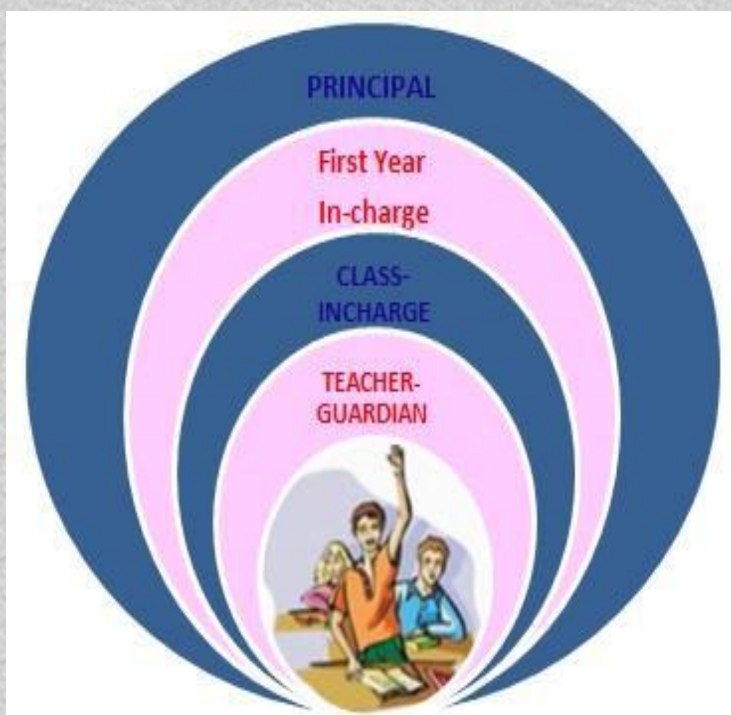 PRINCIPAL
First Year
In-charge
CLASS-
INCHARGE
TEACHER-
GUARDIAN